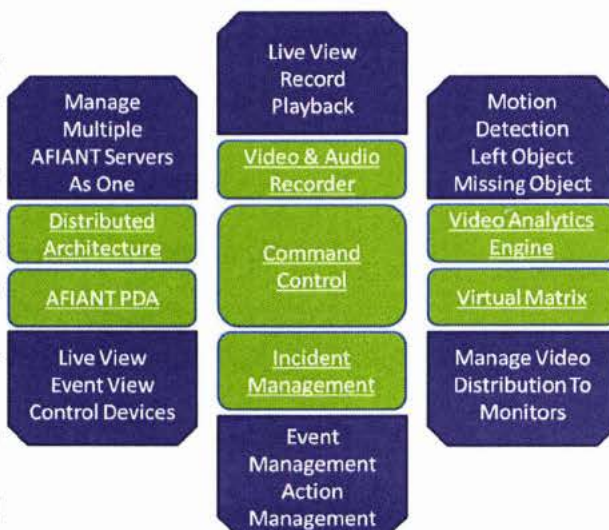 Manage
Multiple
AFIANT Servers
As One
Distributed
Architecture
AFIANT PDA
Live View
Event View
Control Devices
Live View
Record
Playback
Video & Audio
Recorder
Command
Control
Incident
Management
Event
Management
Action
Management
Motion
Detection
Left Object
Missing Object
Video Analytics
Engine
Virtual Matrix
Manage Video
Distribution To
Monitors